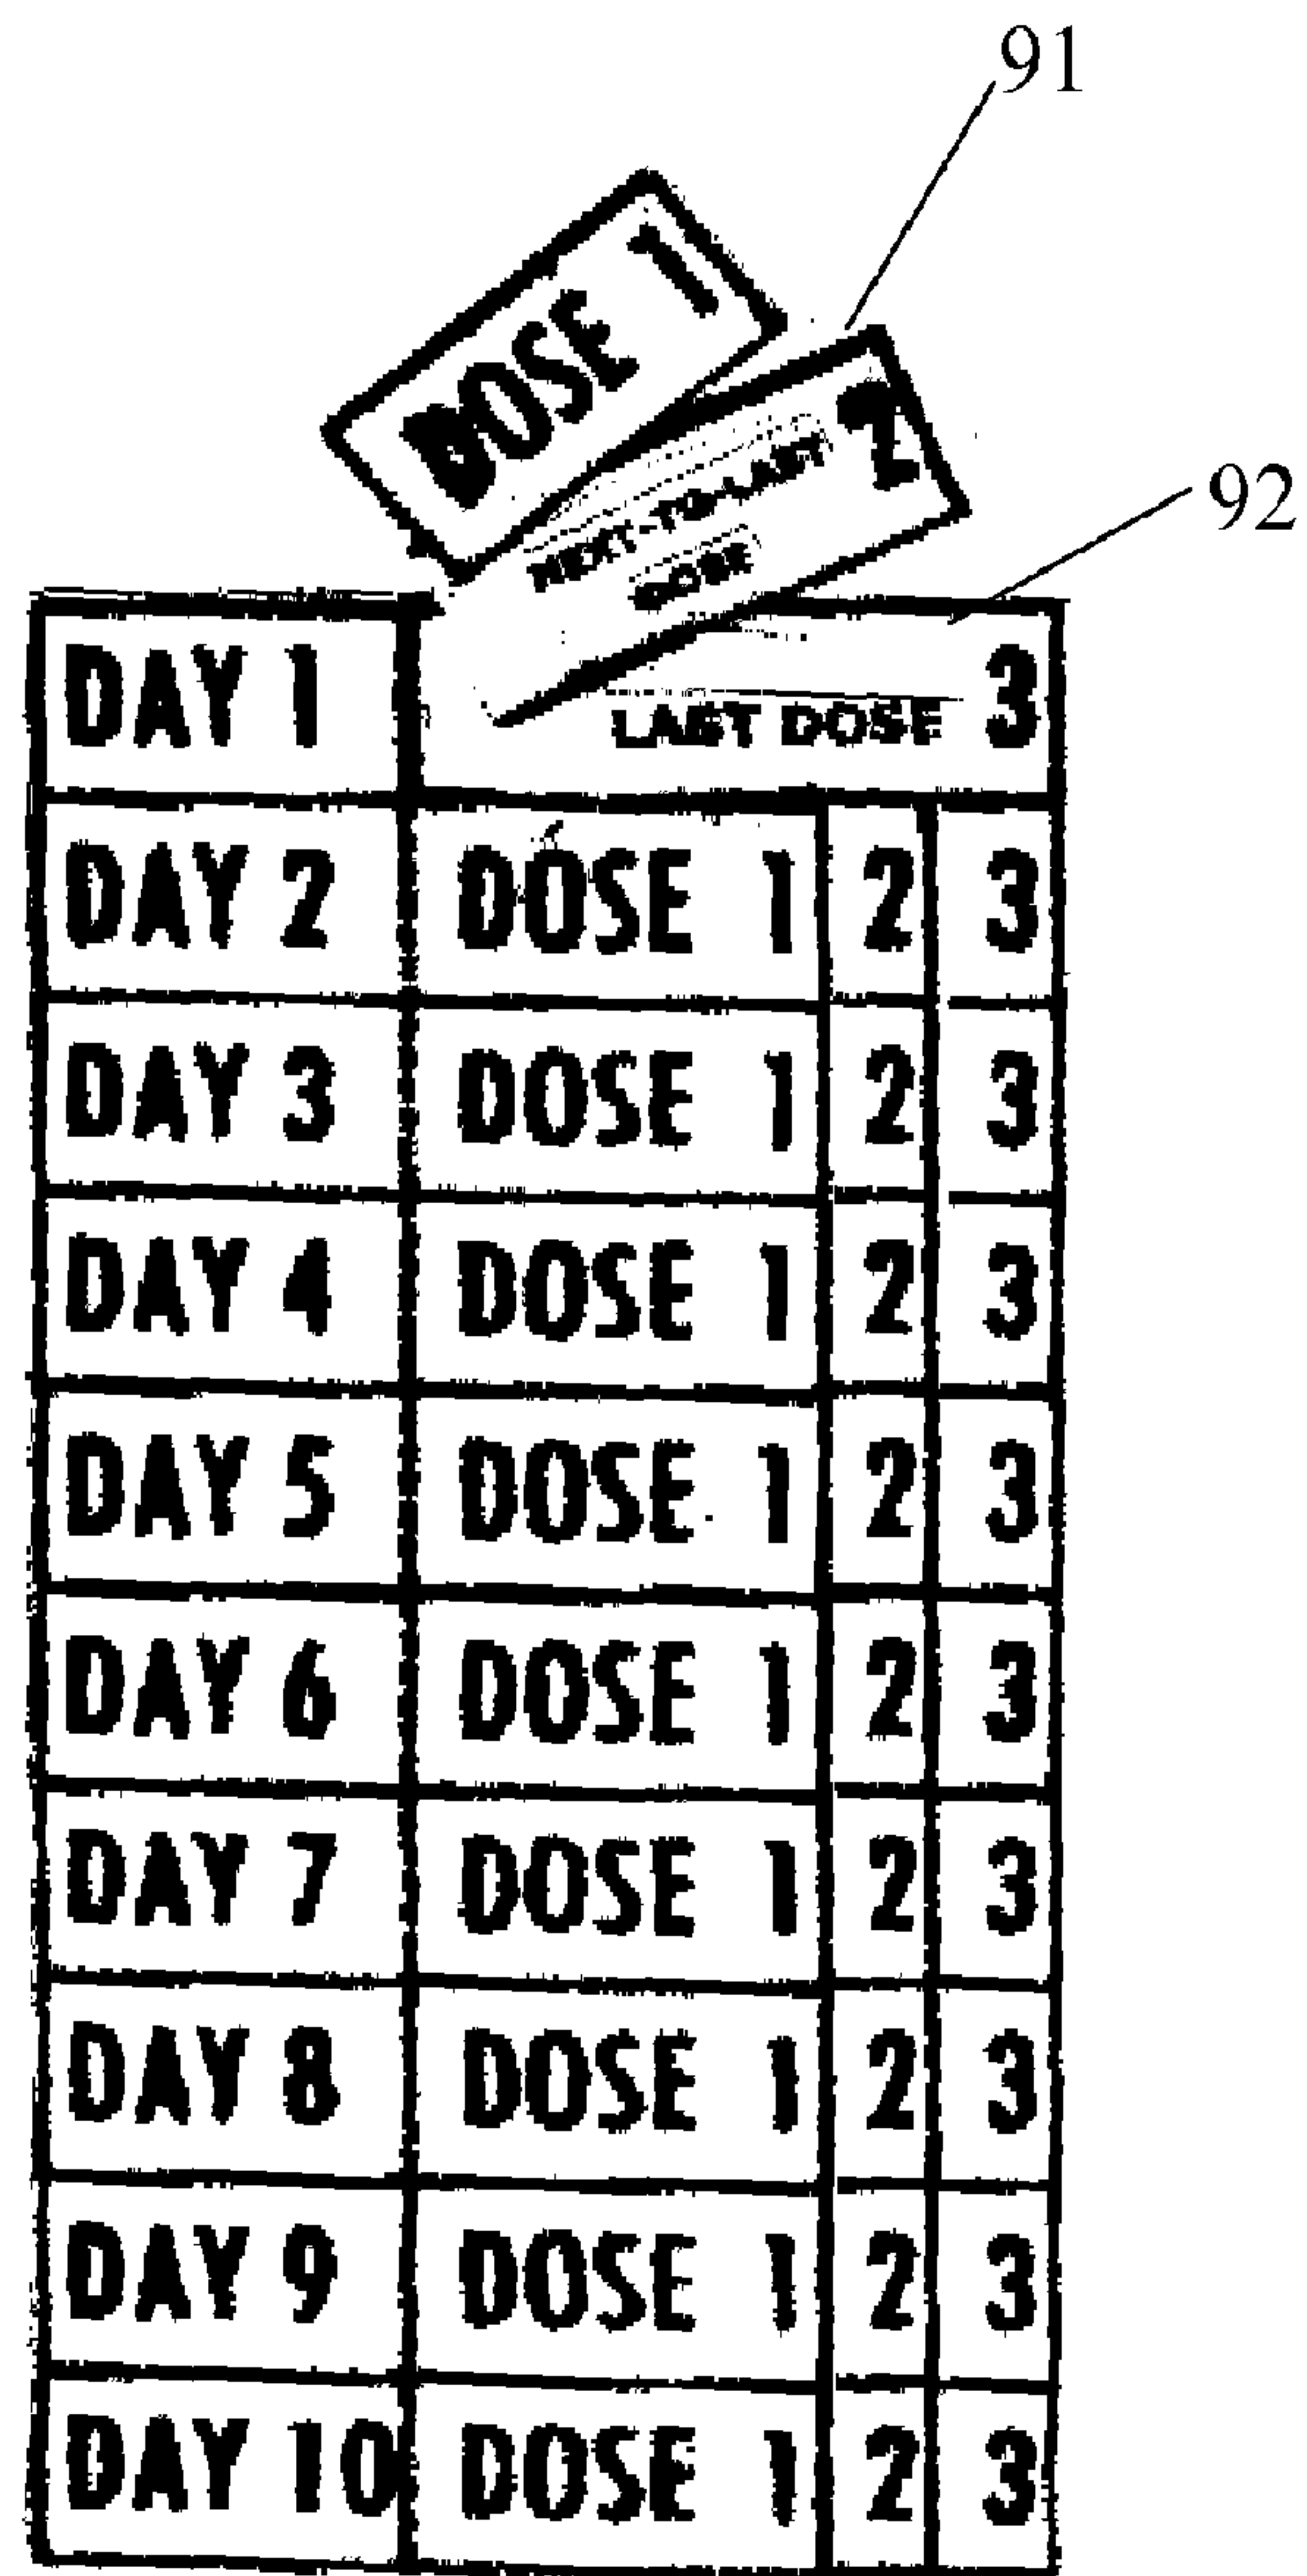 91
DOSE 1
2
NEXT-TO-LAST
DOSE
92
DAY 1 LAST DOSE 3
DAY 2 DOSE 1 2 3
DAY 3 DOSE 1 2 3
DAY 4 DOSE 1 2 3
DAY 5 DOSE 1 2 3
DAY 6 DOSE 1 2 3
DAY 7 DOSE 1 2 3
DAY 8 DOSE 1 2 3
DAY 9 DOSE 1 2 3
DAY 10 DOSE 1 2 3